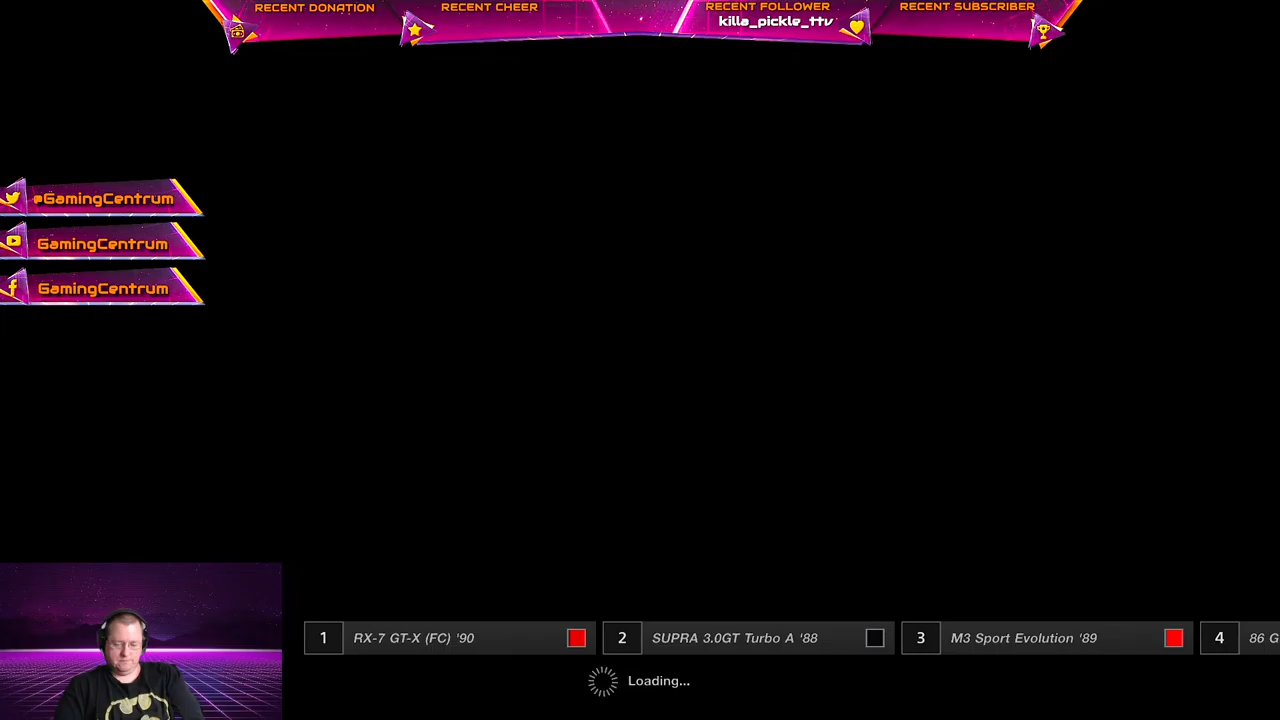 RECENT DONATION
RECENT CHEER
RECENT FOLLOWER
killa_pickle_ttv
RECENT SUBSCRIBER
@GamingCentrum
GamingCentrum
GamingCentrum
1 RX-7 GT-X (FC) '90
2 SUPRA 3.0GT Turbo A '88
3 M3 Sport Evolution '89
4 86 G
Loading...